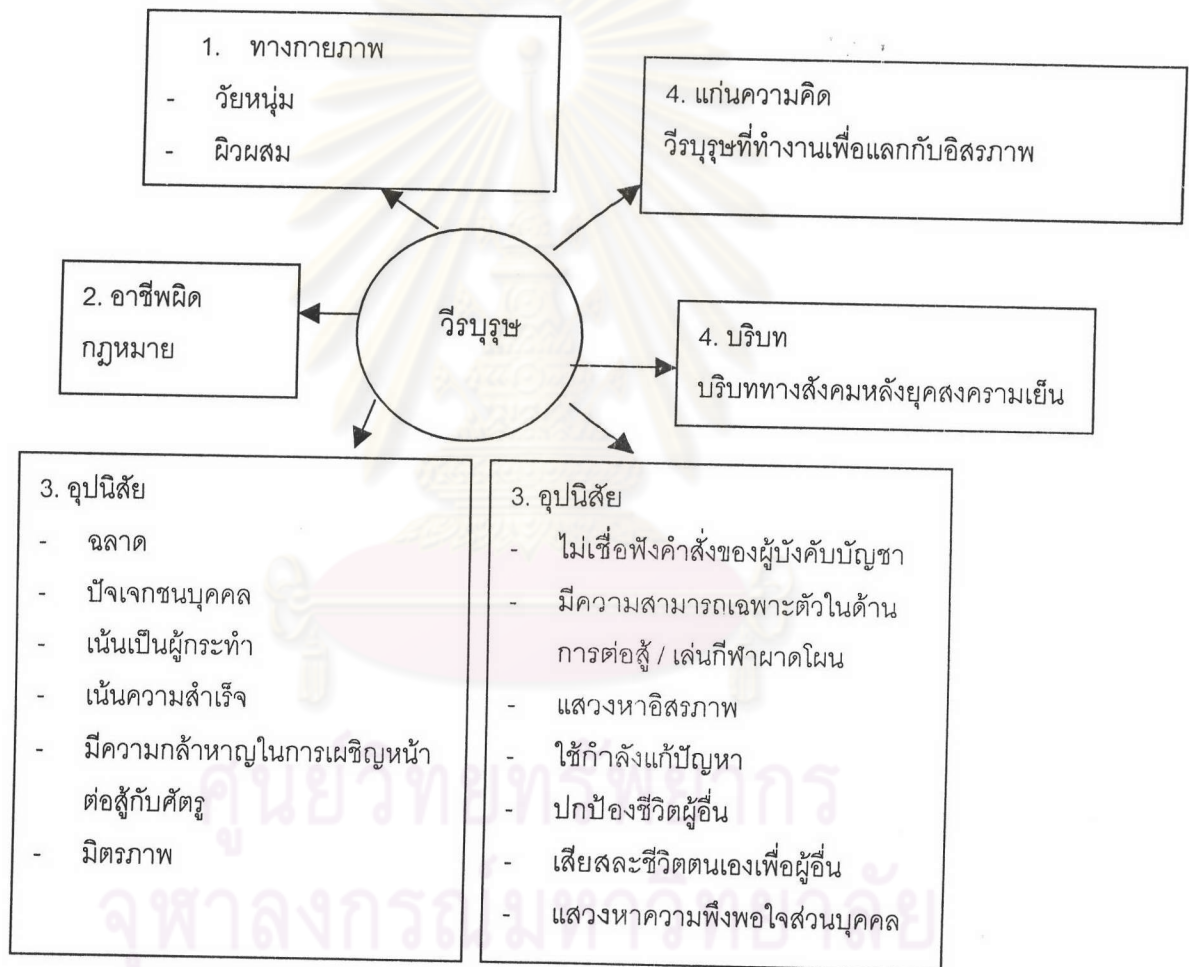 1. ทางกายภาพ
- วัยหนุ่ม
- ผิวผสม
4. แก่นความคิด
วีรบุรุษที่ทำงานเพื่อแลกกับอิสรภาพ
2. อาชีพผิด
กฎหมาย
วีรบุรุษ
4. บริบท
บริบททางสังคมหลังยุคสงครามเย็น
3. อุปนิสัย
- ฉลาด
- ปัจเจกชนบุคคล
- เน้นเป็นผู้กระทำ
- เน้นความสำเร็จ
- มีความกล้าหาญในการเผชิญหน้า
ต่อสู้กับศัตรู
- มิตรภาพ
3. อุปนิสัย
- ไม่เชื่อฟังคำสั่งของผู้บังคับบัญชา
- มีความสามารถเฉพาะตัวในด้าน
การต่อสู้ / เล่นกีฬาผาดโผน
- แสวงหาอิสรภาพ
- ใช้กำลังแก้ปัญหา
- ปกป้องชีวิตผู้อื่น
- เสียสละชีวิตตนเองเพื่อผู้อื่น
- แสวงหาความพึงพอใจส่วนบุคคล
ศูนย์วิทยทรัพยากร
จุฬาลงกรณ์มหาวิทยาลัย